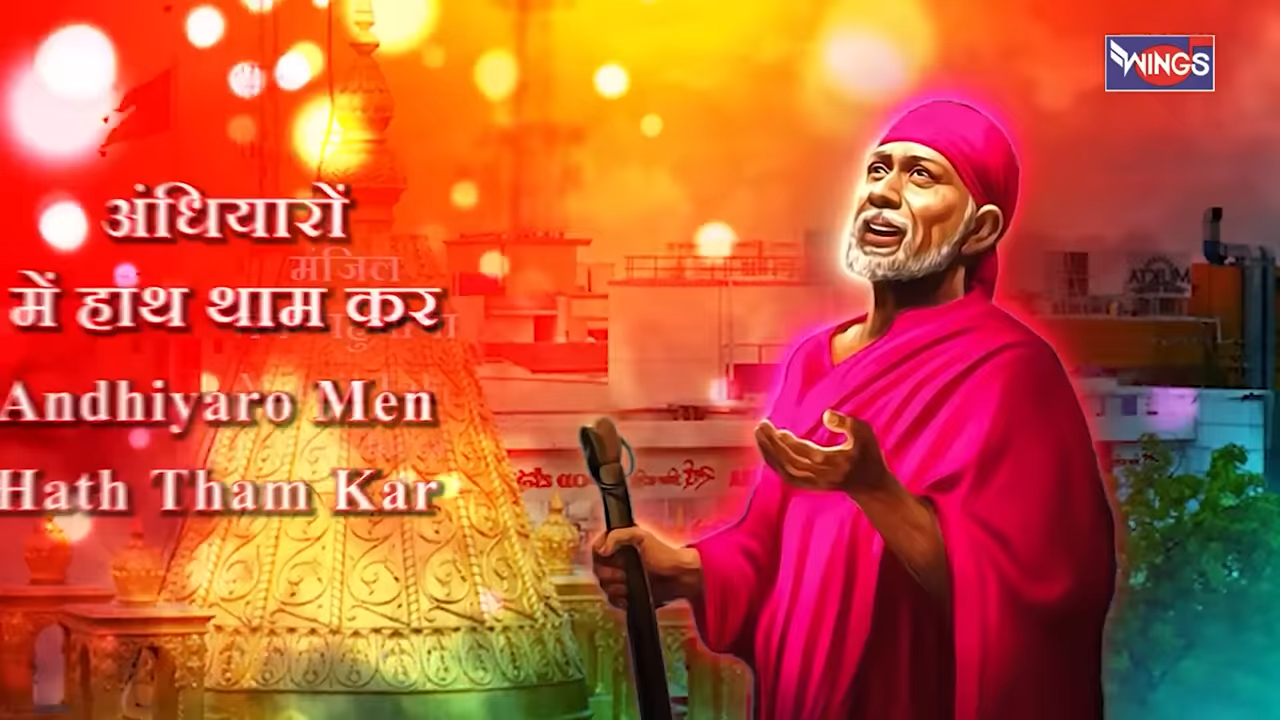 WINGS
अंधियारों
में हाथ थाम कर
मंजिल
Andhiyaro Men
Hath Tham Kar